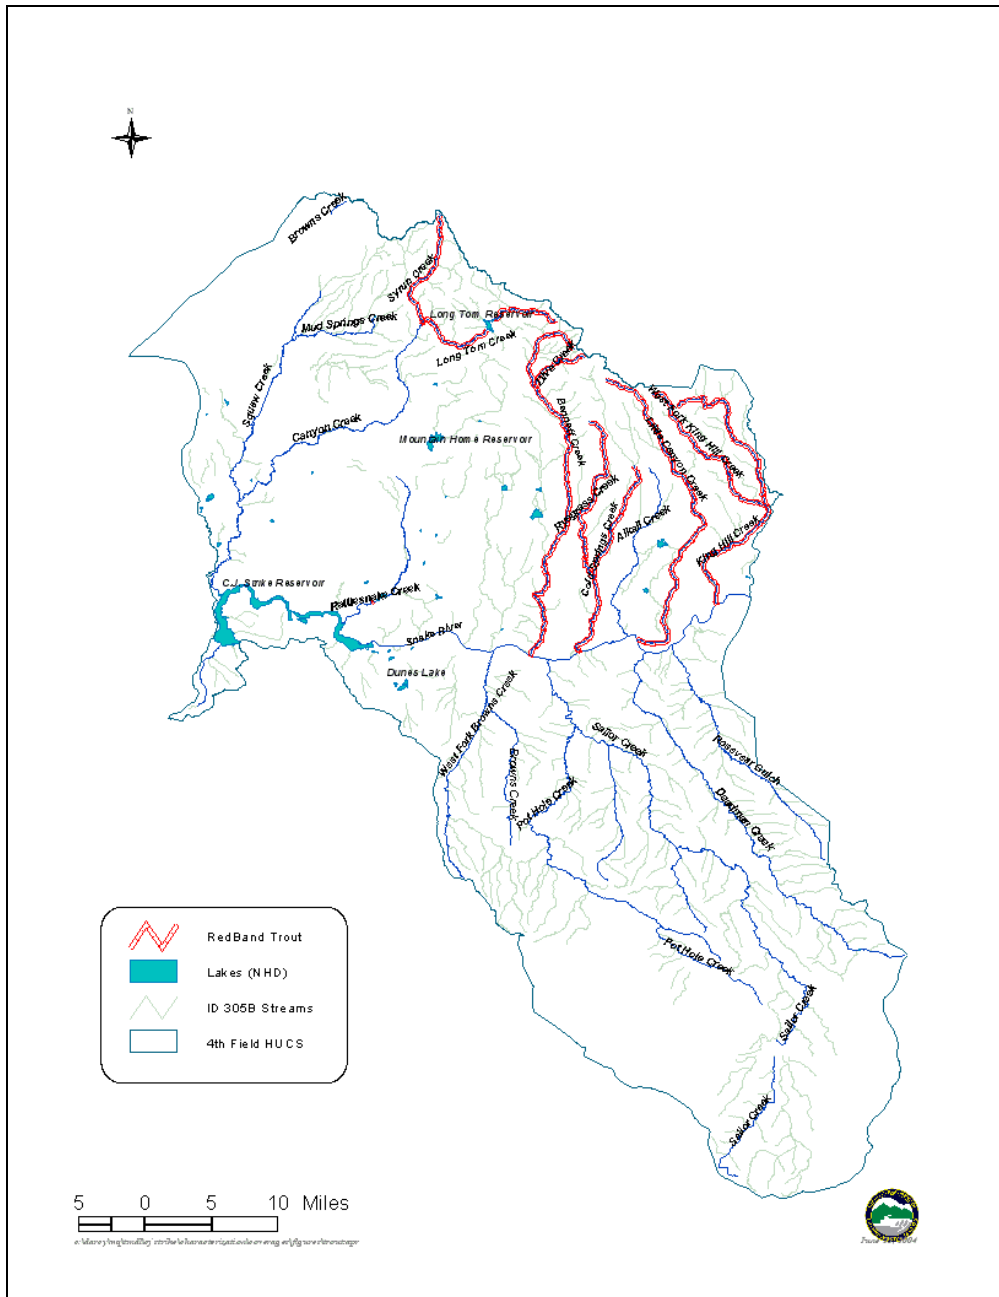 N
Browns Creek
Syrup Creek
Long Tom Reservoir
Mud Springs Creek
Long Tom Creek
Squaw Creek
Canyon Creek
Bennett Creek
West Fork King Hill Creek
Little Canyon Creek
Mountain Home Reservoir
Ryegrass Creek
Cold Springs Creek
Alkali Creek
King Hill Creek
C.J. Strike Reservoir
Rattlesnake Creek
Snake River
Dunes Lake
West Fork Browns Creek
Sailor Creek
Browns Creek
Pot Hole Creek
Rosevear Gulch
Deadman Creek
Pot Hole Creek
Sailor Creek
Sailor Creek
RedBand Trout
Lakes (NHD)
ID 305B Streams
4th Field HUCS
5 0 5 10 Miles